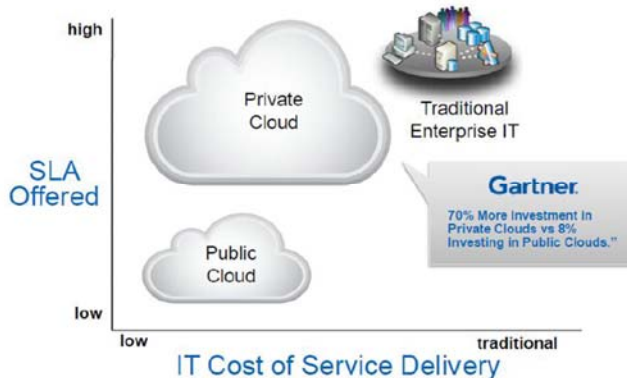 high
Private
Cloud
Traditional
Enterprise IT
SLA
Offered
Gartner.
70% More Investment in
Private Clouds vs 8%
Investing in Public Clouds.”
Public
Cloud
low
low
traditional
IT Cost of Service Delivery